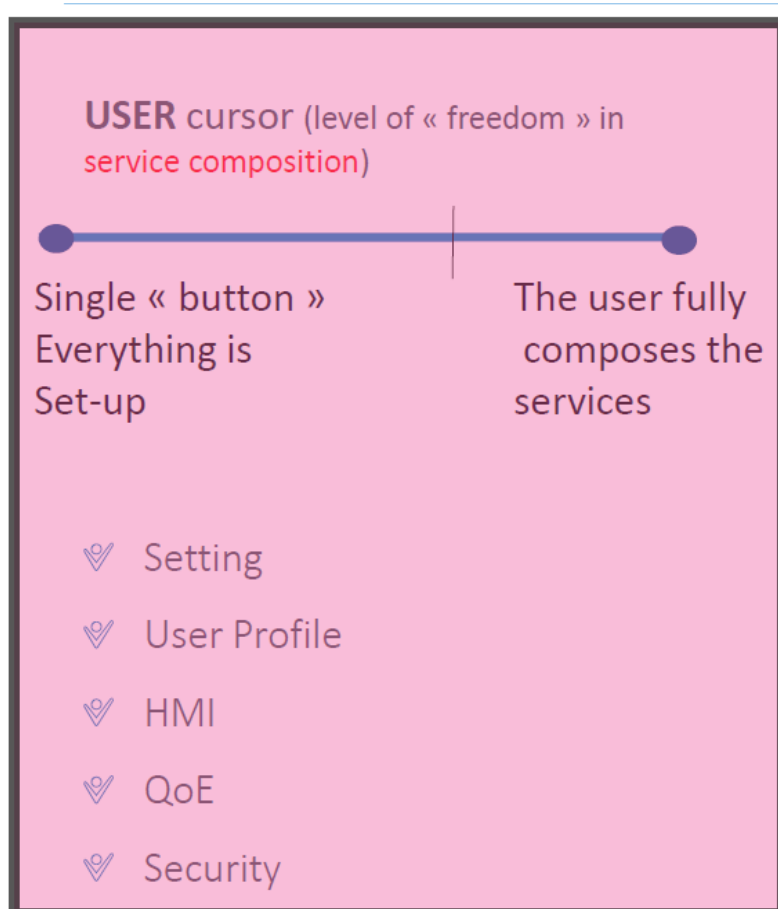 USER cursor (level of « freedom » in
service composition)
Single « button »
Everything is
Set-up
The user fully
composes the
services
Setting
User Profile
HMI
QoE
Security